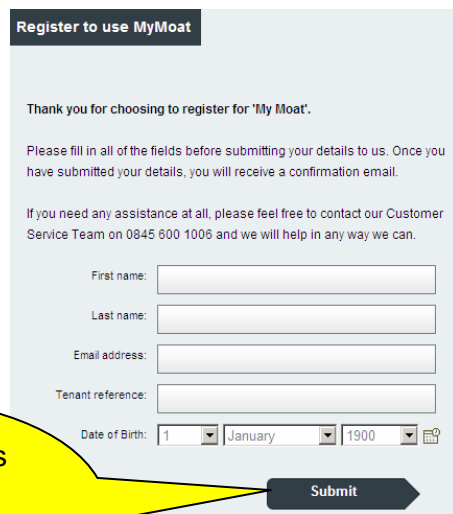 Register to use MyMoat
Thank you for choosing to register for 'My Moat'.
Please fill in all of the fields before submitting your details to us. Once you
have submitted your details, you will receive a confirmation email.
If you need any assistance at all, please feel free to contact our Customer
Service Team on 0845 600 1006 and we will help in any way we can.
First name:
Last name:
Email address:
Tenant reference:
Date of Birth: 1 January 1900
s
Submit